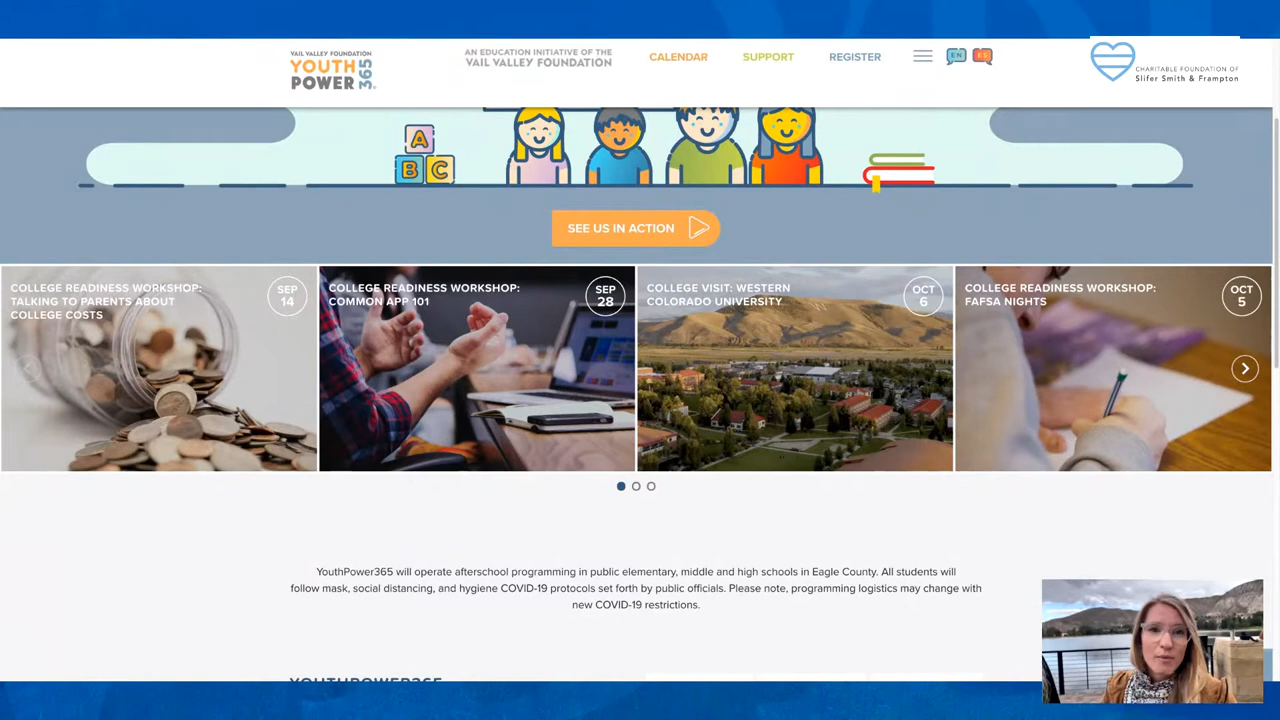 VAIL VALLEY FOUNDATION
YOUTH
POWER 365
AN EDUCATION INITIATIVE OF THE
VAIL VALLEY FOUNDATION
CALENDAR
SUPPORT
REGISTER
EN
ES
CHARITABLE FOUNDATION OF
Slifer Smith & Frampton
A
B C
SEE US IN ACTION
COLLEGE READINESS WORKSHOP:
TALKING TO PARENTS ABOUT
COLLEGE COSTS
SEP
14
COLLEGE READINESS WORKSHOP:
COMMON APP 101
SEP
28
COLLEGE VISIT: WESTERN
COLORADO UNIVERSITY
OCT
6
COLLEGE READINESS WORKSHOP:
FAFSA NIGHTS
OCT
5
YouthPower365 will operate afterschool programming in public elementary, middle and high schools in Eagle County. All students will
follow mask, social distancing, and hygiene COVID-19 protocols set forth by public officials. Please note, programming logistics may change with
new COVID-19 restrictions.
YOUTHPOWER365